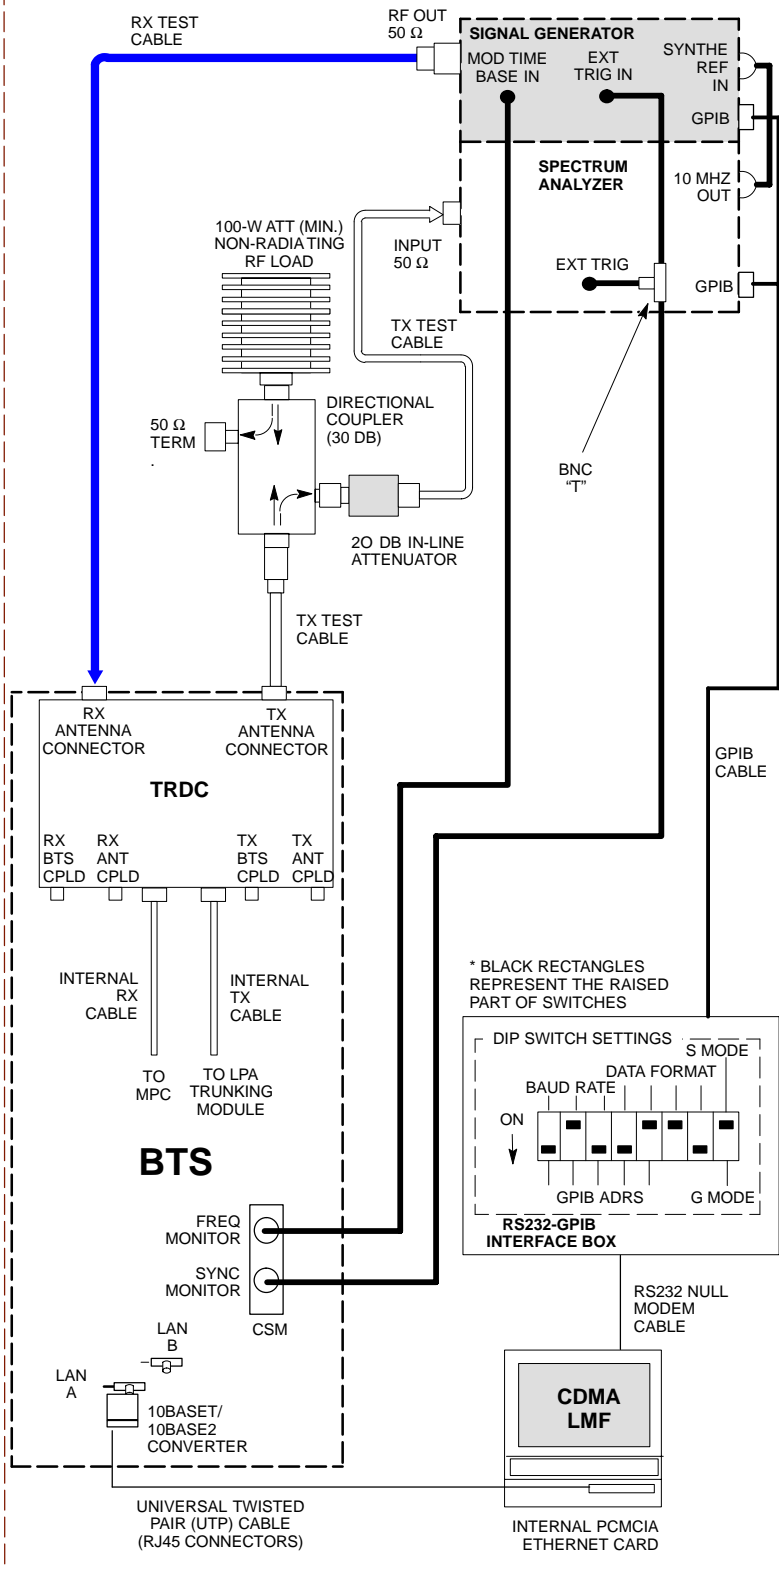 RX TEST
CABLE
RF OUT
50 Ω
SIGNAL GENERATOR
MOD TIME
BASE IN
EXT
TRIG IN
SYNTHE
REF
IN
GPIB
SPECTRUM
ANALYZER
10 MHZ
OUT
100-W ATT (MIN.)
NON-RADIA TING
RF LOAD
INPUT
50 Ω
EXT TRIG
GPIB
TX TEST
CABLE
50 Ω
TERM
.
DIRECTIONAL
COUPLER
(30 DB)
BNC
“T”
2O DB IN-LINE
ATTENUATOR
TX TEST
CABLE
RX
ANTENNA
CONNECTOR
TX
ANTENNA
CONNECTOR
TRDC
GPIB
CABLE
RX
BTS
CPLD
RX
ANT
CPLD
TX
BTS
CPLD
TX
ANT
CPLD
INTERNAL
RX
CABLE
INTERNAL
TX
CABLE
TO
MPC
TO LPA
TRUNKING
MODULE
* BLACK RECTANGLES
REPRESENT THE RAISED
PART OF SWITCHES
DIP SWITCH SETTINGS
S MODE
DATA FORMAT
BAUD RATE
ON
GPIB ADRS
G MODE
RS232-GPIB
INTERFACE BOX
BTS
FREQ
MONITOR
SYNC
MONITOR
CSM
RS232 NULL
MODEM
CABLE
LAN
B
LAN
A
10BASET/
10BASE2
CONVERTER
CDMA
LMF
UNIVERSAL TWISTED
PAIR (UTP) CABLE
(RJ45 CONNECTORS)
INTERNAL PCMCIA
ETHERNET CARD